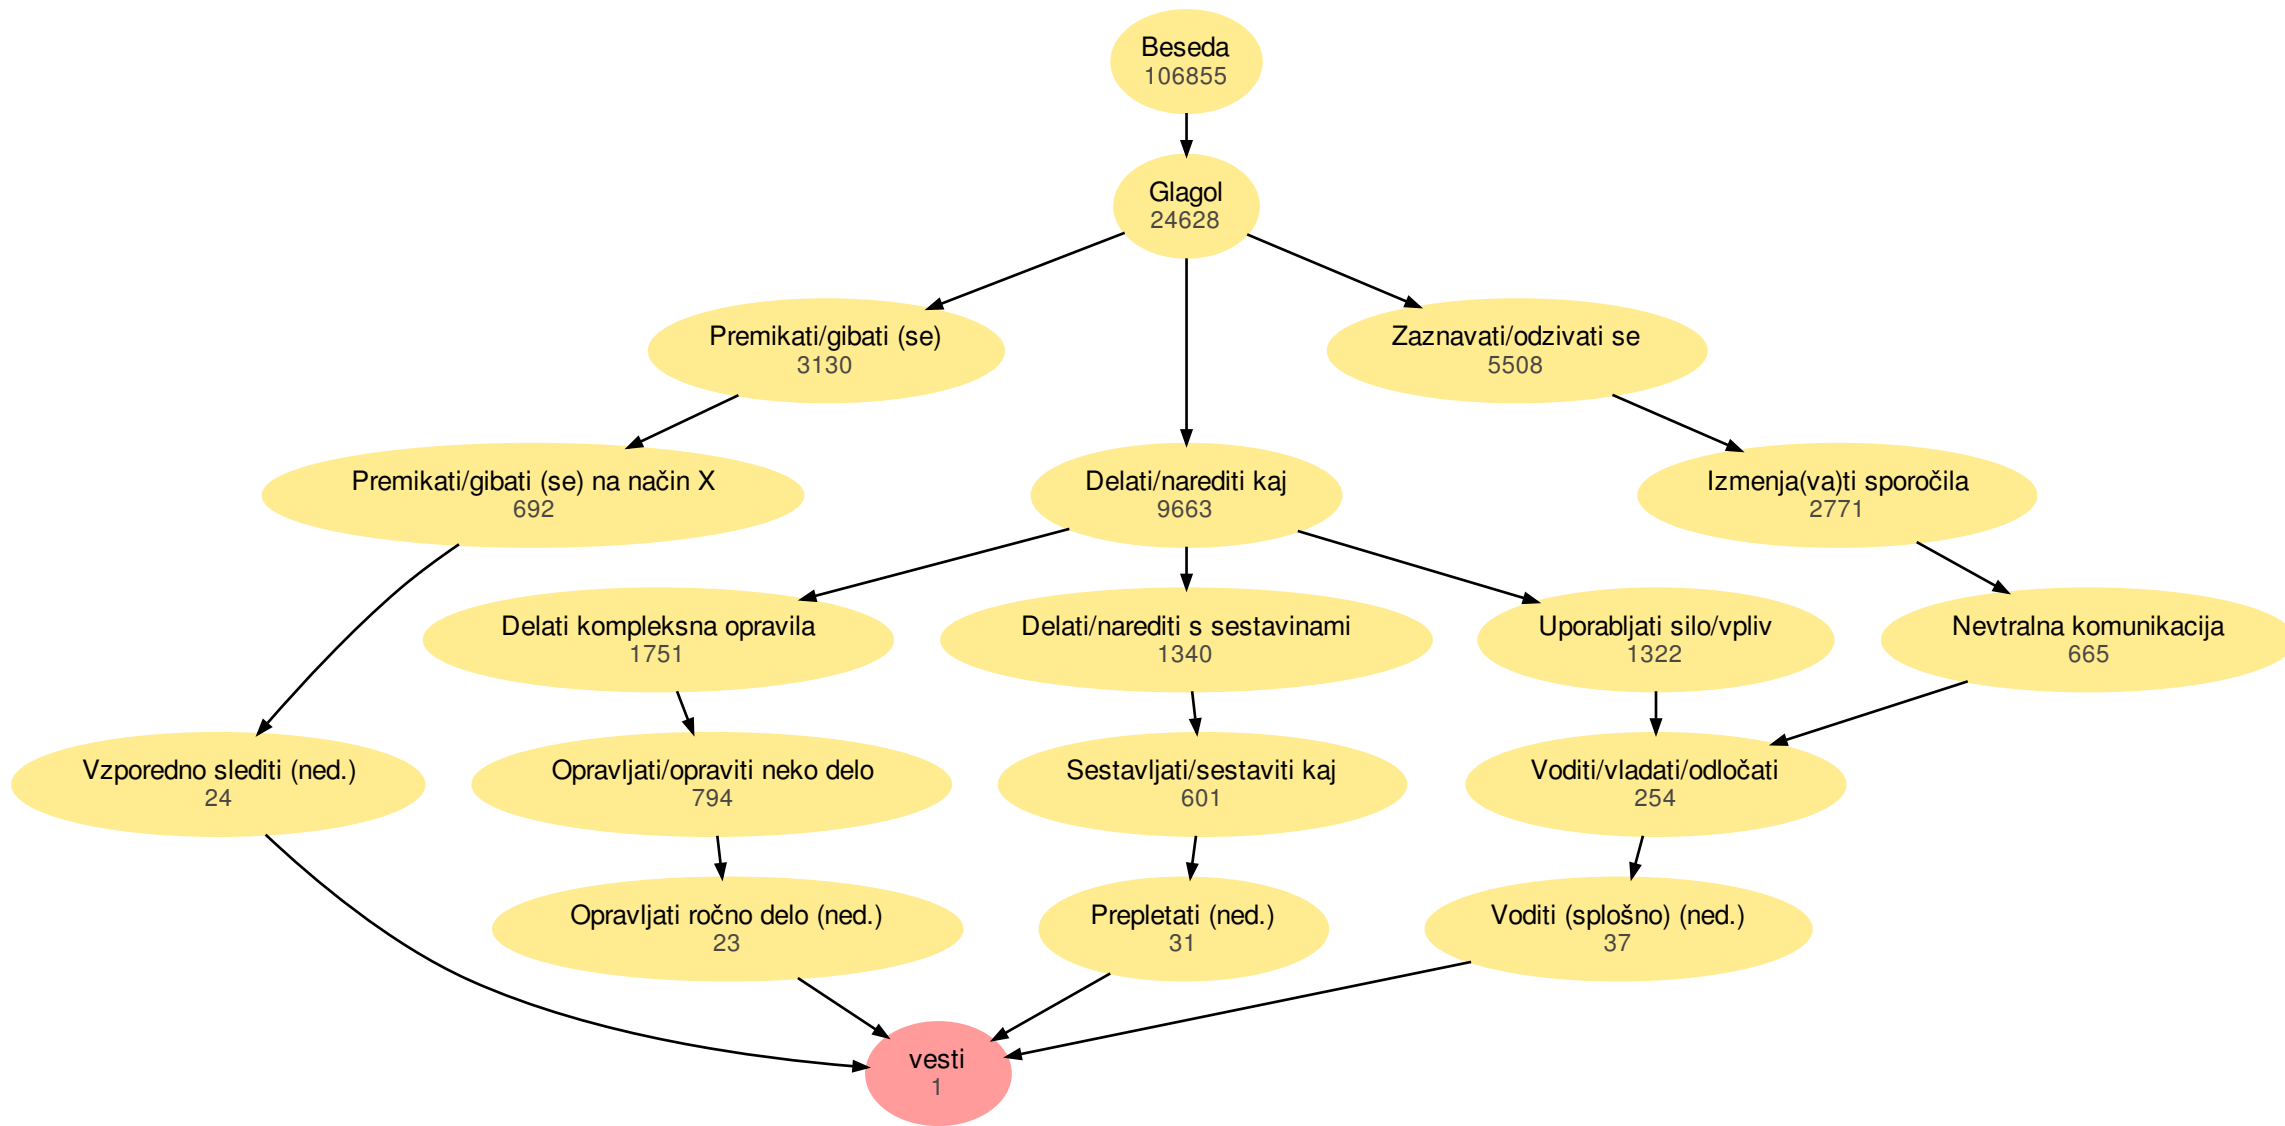 Beseda
106855
Glagol
24628
Premikati/gibati (se)
3130
Zaznavati/odzivati se
5508
Premikati/gibati (se) na način X
692
Delati/narediti kaj
9663
Izmenja(va)ti sporočila
2771
Delati kompleksna opravila
1751
Delati/narediti s sestavinami
1340
Uporabljati silo/vpliv
1322
Nevtralna komunikacija
665
Vzporedno slediti (ned.)
24
Opravljati/opraviti neko delo
794
Sestavljati/sestaviti kaj
601
Voditi/vladati/odločati
254
Opravljati ročno delo (ned.)
23
Prepletati (ned.)
31
Voditi (splošno) (ned.)
37
vesti
1